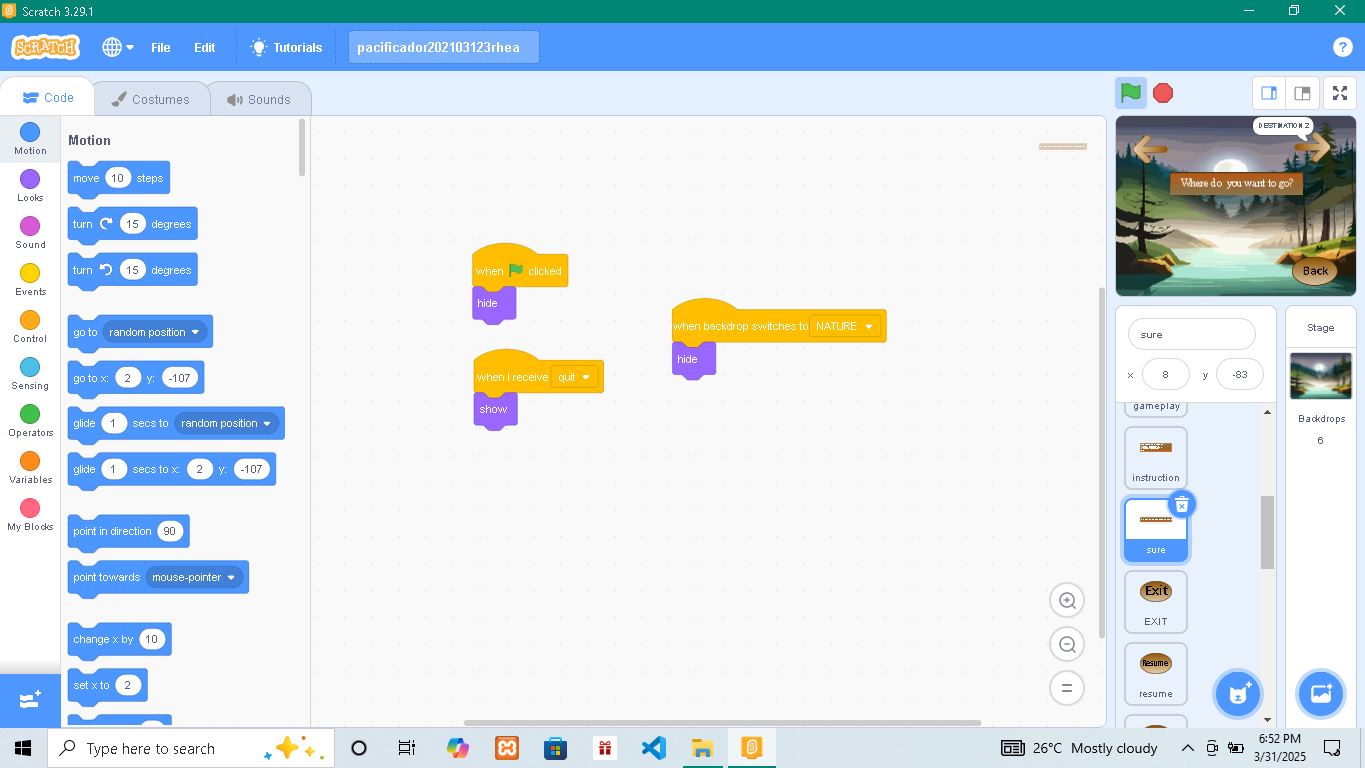 Scratch 3.29.1
SCRATCH File Edit Tutorials pacificador202103123rhea ?
Code Costumes Sounds
Motion
Looks
Sound
Events
Control
Sensing
Operators
Variables
My Blocks
Motion
move 10 steps
turn 15 degrees
turn 15 degrees
go to random position
go to x: 2 y: -107
glide 1 secs to random position
glide 1 secs to x: 2 y: -107
point in direction 90
point towards mouse-pointer
change x by 10
set x to 2
when clicked
hide
when I receive quit
show
when backdrop switches to NATURE
hide
DESTINATION 2
Where do you want to go?
Back
sure
x 8 y -83
gameplay
instruction
sure
Exit
EXIT
Resume
resume
Stage
Backdrops
6
Type here to search
26°C Mostly cloudy
6:52 PM
3/31/2025